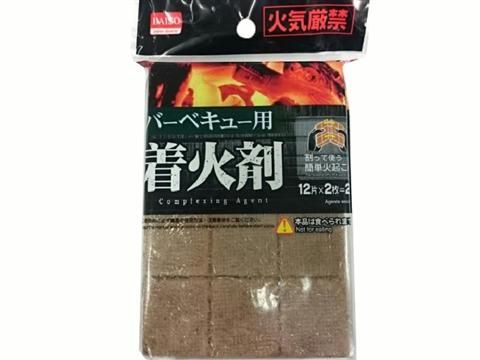 DAISO
火気厳禁
バーベキュー用
着火剤
Complexing Agent
割って使う
簡単火起こ
12片×2枚=2
本品は食べられま
Not for eating